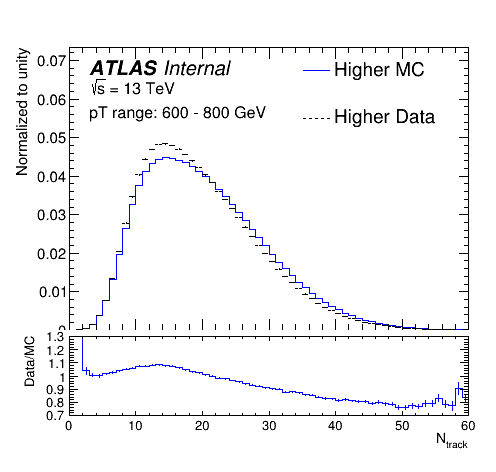 ATLAS Internal
√s = 13 TeV
pT range: 600 - 800 GeV
Higher MC
Higher Data
Normalized to unity
0.07
0.06
0.05
0.04
0.03
0.02
0.01
0
Data/MC
1.3
1.2
1.1
1
0.9
0.8
0.7
0 10 20 30 40 50 60
Ntrack